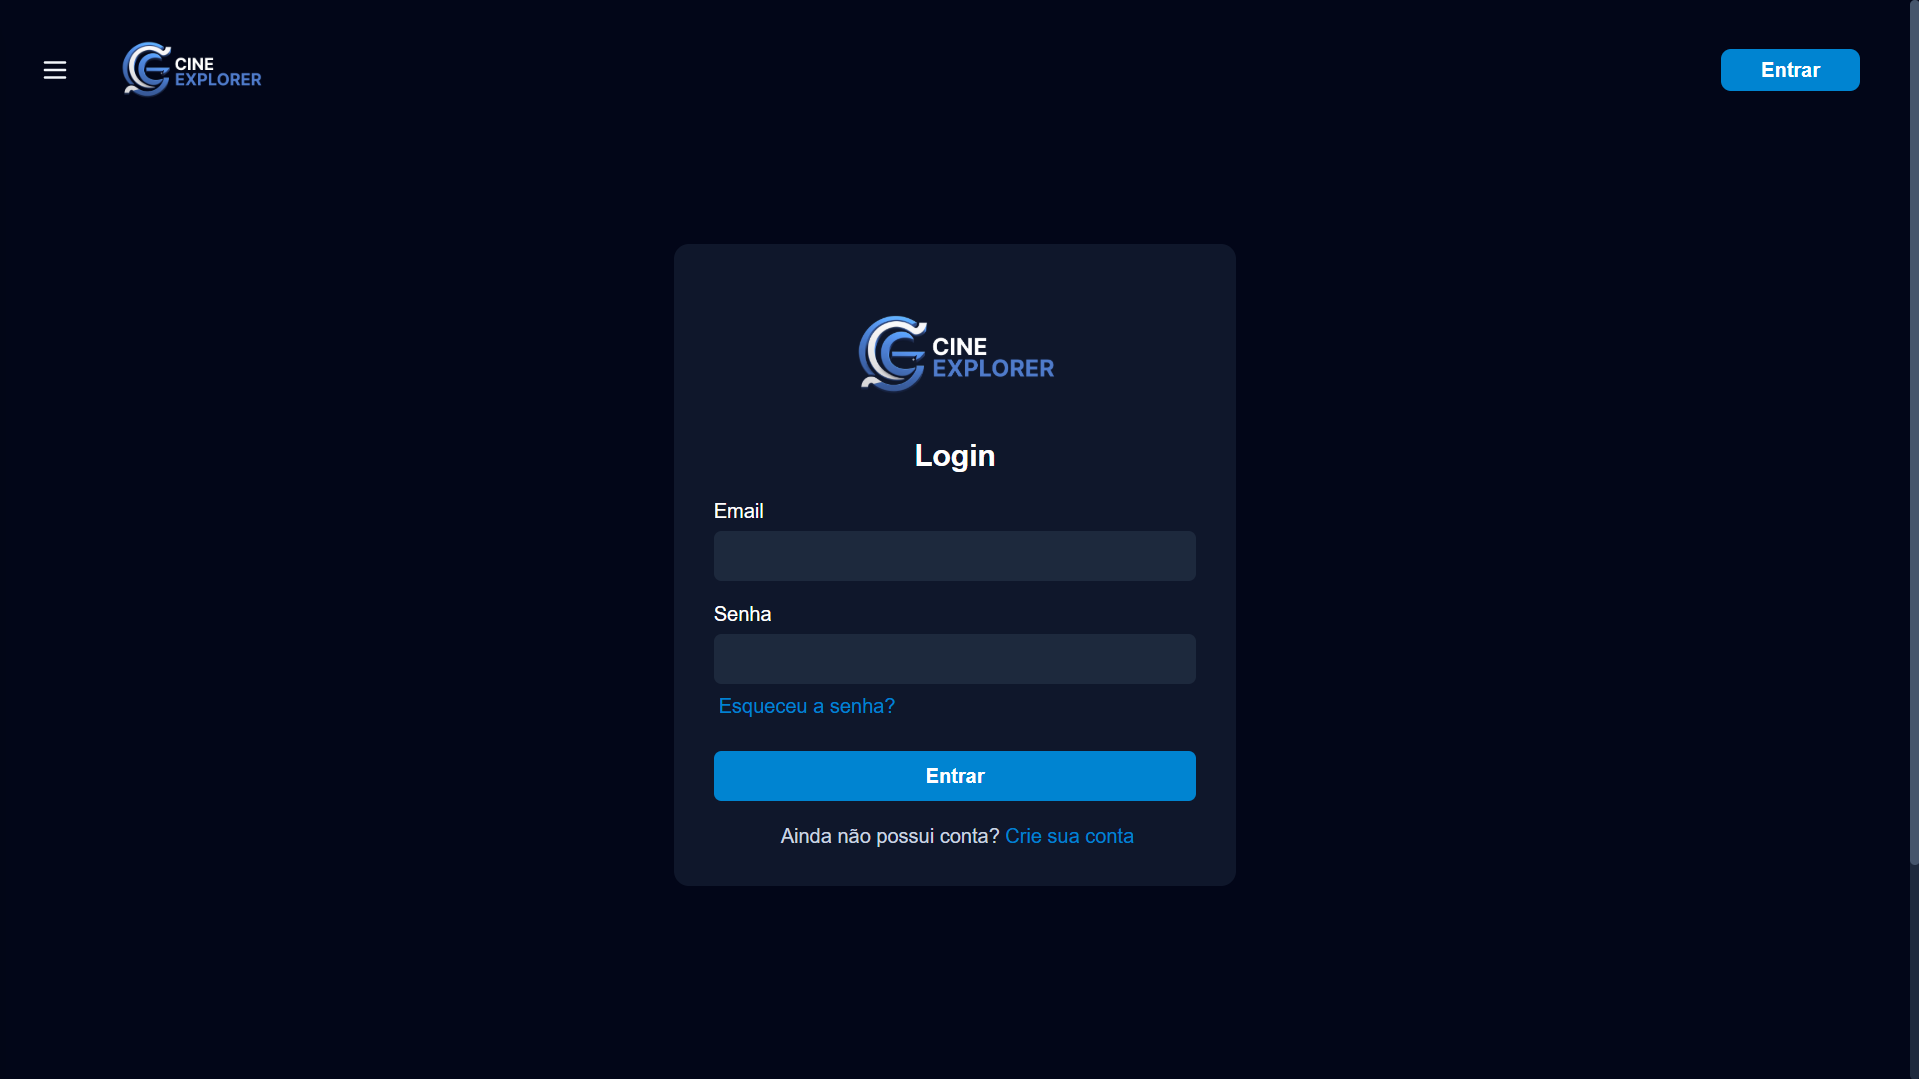 CINE
EXPLORER
Entrar
CINE
EXPLORER
Login
Email
Senha
Esqueceu a senha?
Entrar
Ainda não possui conta? Crie sua conta